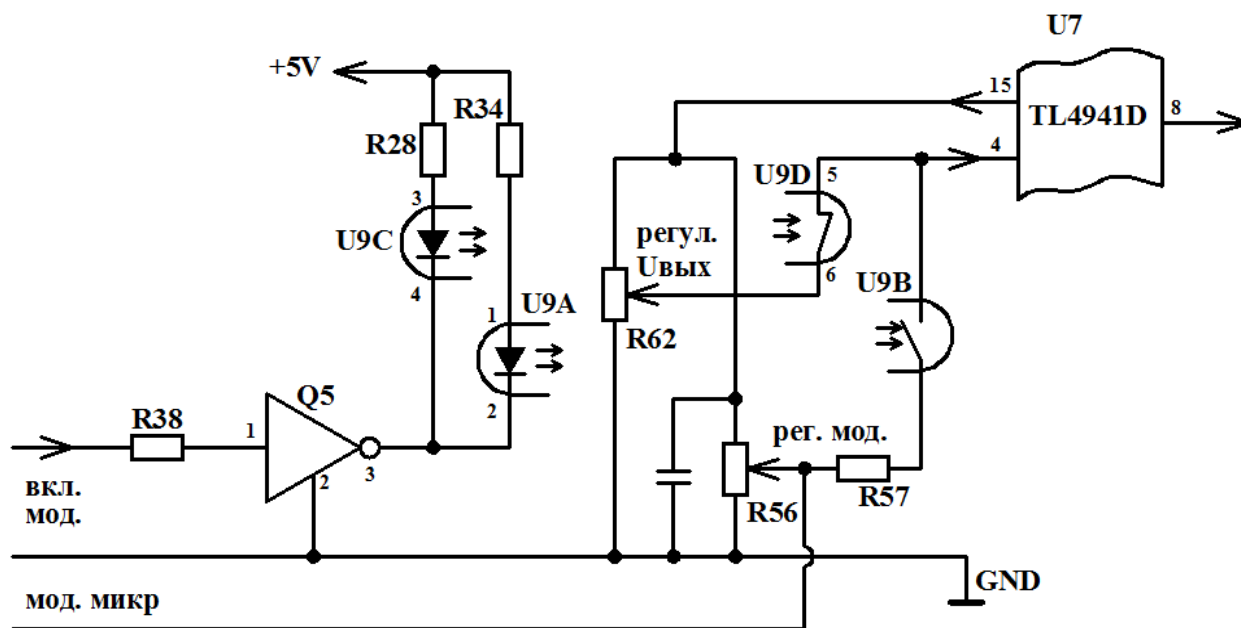 U7
+5V
15
R34
TL4941D
8
R28
4
U9D
5
3
U9C
регул.
Uвых
6
U9B
4
1
U9A
R62
Q5
2
R38
1
рег. мод.
3
2
вкл.
мод.
R56
R57
GND
мод. микр